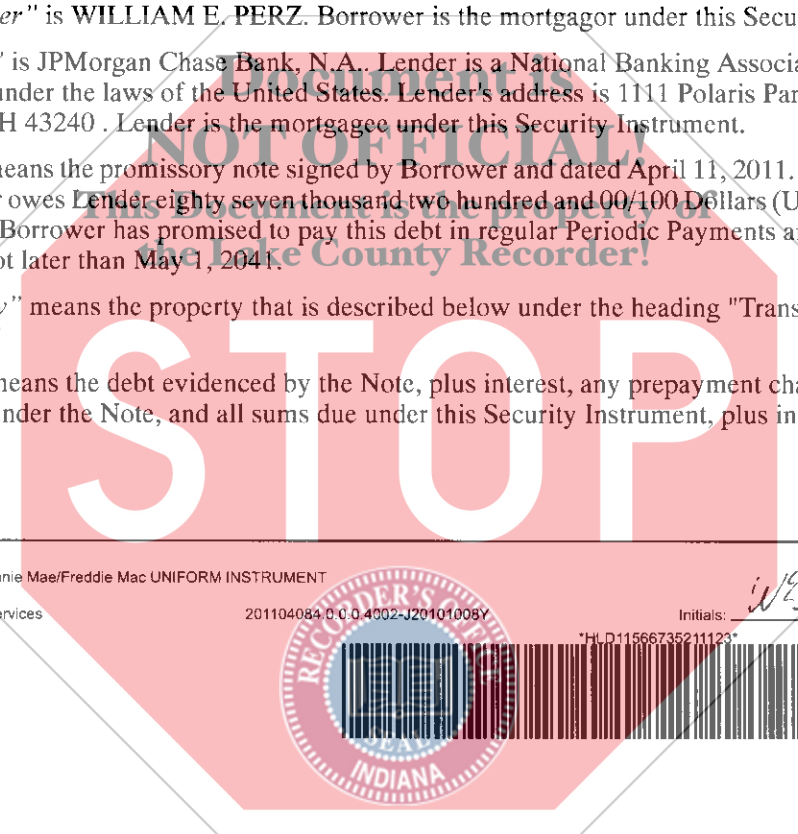 er" is WILLIAM E. PERZ. Borrower is the mortgagor under this Secu
" is JPMorgan Chase Bank, N.A.. Lender is a National Banking Associa
under the laws of the United States. Lender's address is 1111 Polaris Par
H 43240 . Lender is the mortgagee under this Security Instrument.
neans the promissory note signed by Borrower and dated April 11, 2011.
r owes Lender eighty seven thousand two hundred and 00/100 Dollars (U
Borrower has promised to pay this debt in regular Periodic Payments a
ot later than May 1, 2041.
y" means the property that is described below under the heading "Trans
neans the debt evidenced by the Note, plus interest, any prepayment cha
nder the Note, and all sums due under this Security Instrument, plus in
Document is
NOT OFFICIAL!
This Document is the property of
the Lake County Recorder!
STOP
nie Mae/Freddie Mac UNIFORM INSTRUMENT
ervices
201104084.0.0.0.4002-J20101008Y
Initials:
*HLD11566735211123*
RECORDER'S OFFICE
SEAL
INDIANA